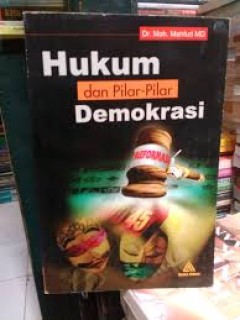 Dr. Moh. Mahfud MD
Hukum
dan Pilar-Pilar
Demokrasi
REFORMASI